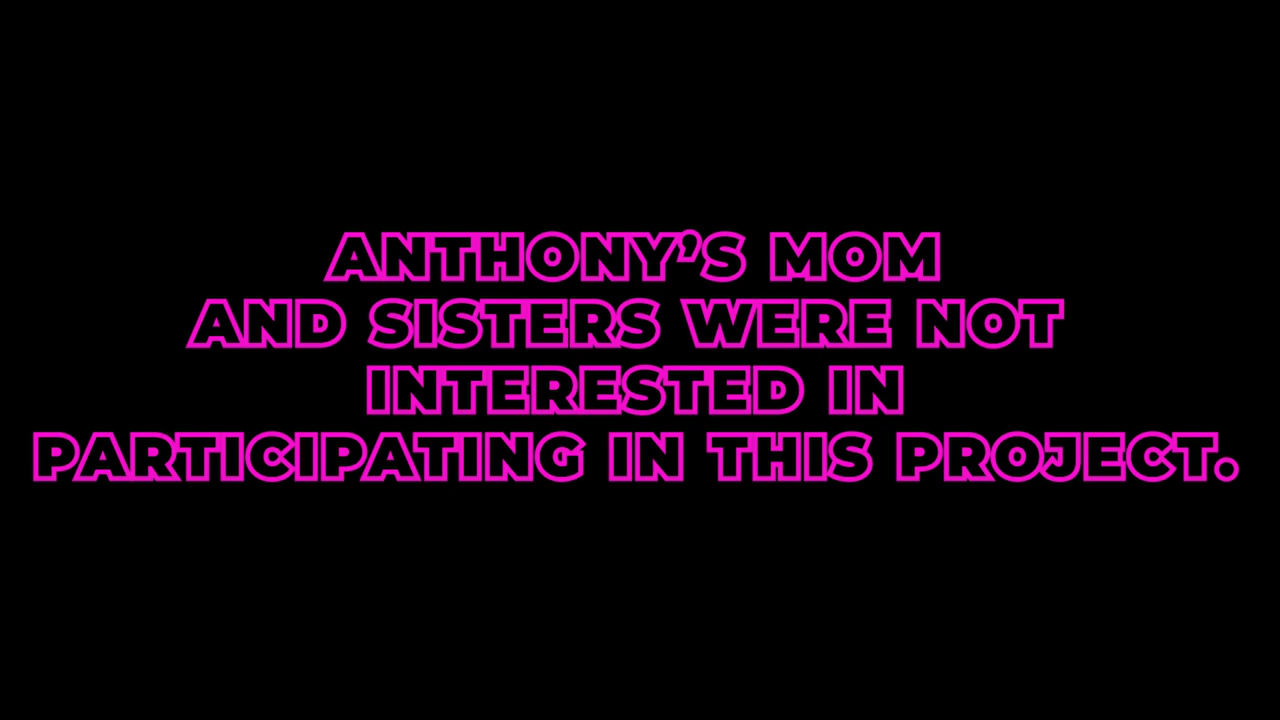 ANTHONY’S MOM
AND SISTERS WERE NOT
INTERESTED IN
PARTICIPATING IN THIS PROJECT.